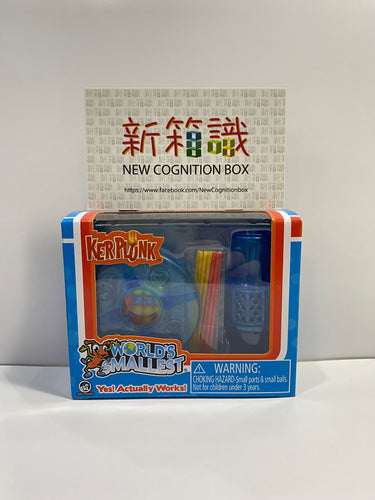 新箱識
NEW COGNITION BOX
https://www.facebook.com/NewCognitionbox
KERPLUNK
WORLD'S
SMALLEST
Yes! Actually Works!
WARNING:
CHOKING HAZARD-Small parts & small balls.
Not for children under 3 years.